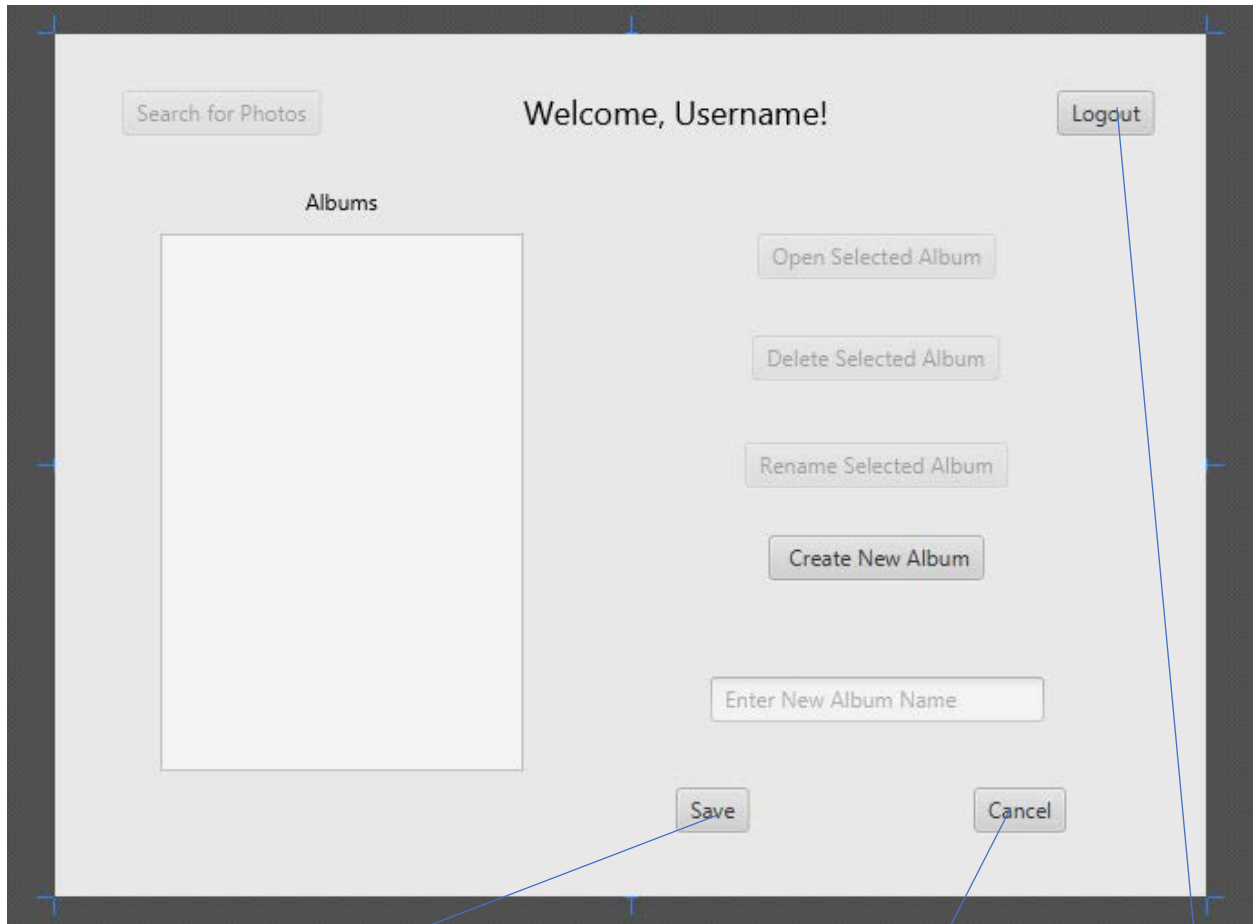 Search for Photos
Welcome, Username!
Logout
Albums
Open Selected Album
Delete Selected Album
Rename Selected Album
Create New Album
Enter New Album Name
Save
Cancel